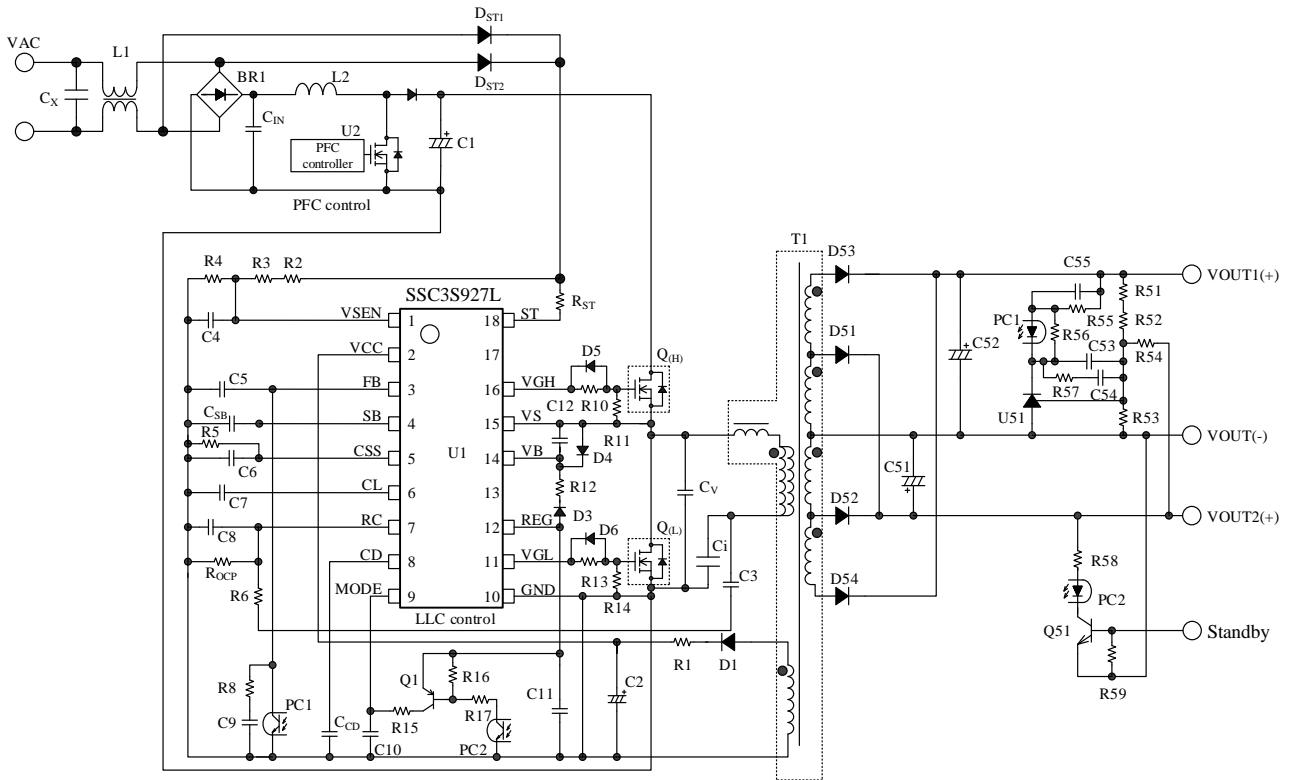 DST1
VAC
L1
DST2
BR1
L2
CX
CIN
U2
PFC
controller
C1
PFC control
T1
D53
R4
R3
R2
C55
VOUT1(+)
SSC3S927L
RST
R51
VSEN
1
18
ST
C4
PC1
R55
R52
R56
VCC
2
17
D5
Q(H)
D51
C52
C53
R54
C5
FB
3
16
VGH
R57
C54
CSB
C12
R10
U51
R53
SB
4
15
VS
R5
R11
VOUT(-)
CSS
5
U1
14
VB
D4
C6
C51
CL
6
13
R12
CV
C7
D52
RC
7
12
REG
D3
D6
Q(L)
VOUT2(+)
C8
CD
8
11
VGL
Ci
R58
ROCP
R13
C3
R6
MODE
9
10
GND
R14
D54
PC2
LLC control
Q51
Standby
R1
D1
R59
R8
Q1
R16
C11
C2
PC1
R17
C9
CCD
R15
C10
PC2